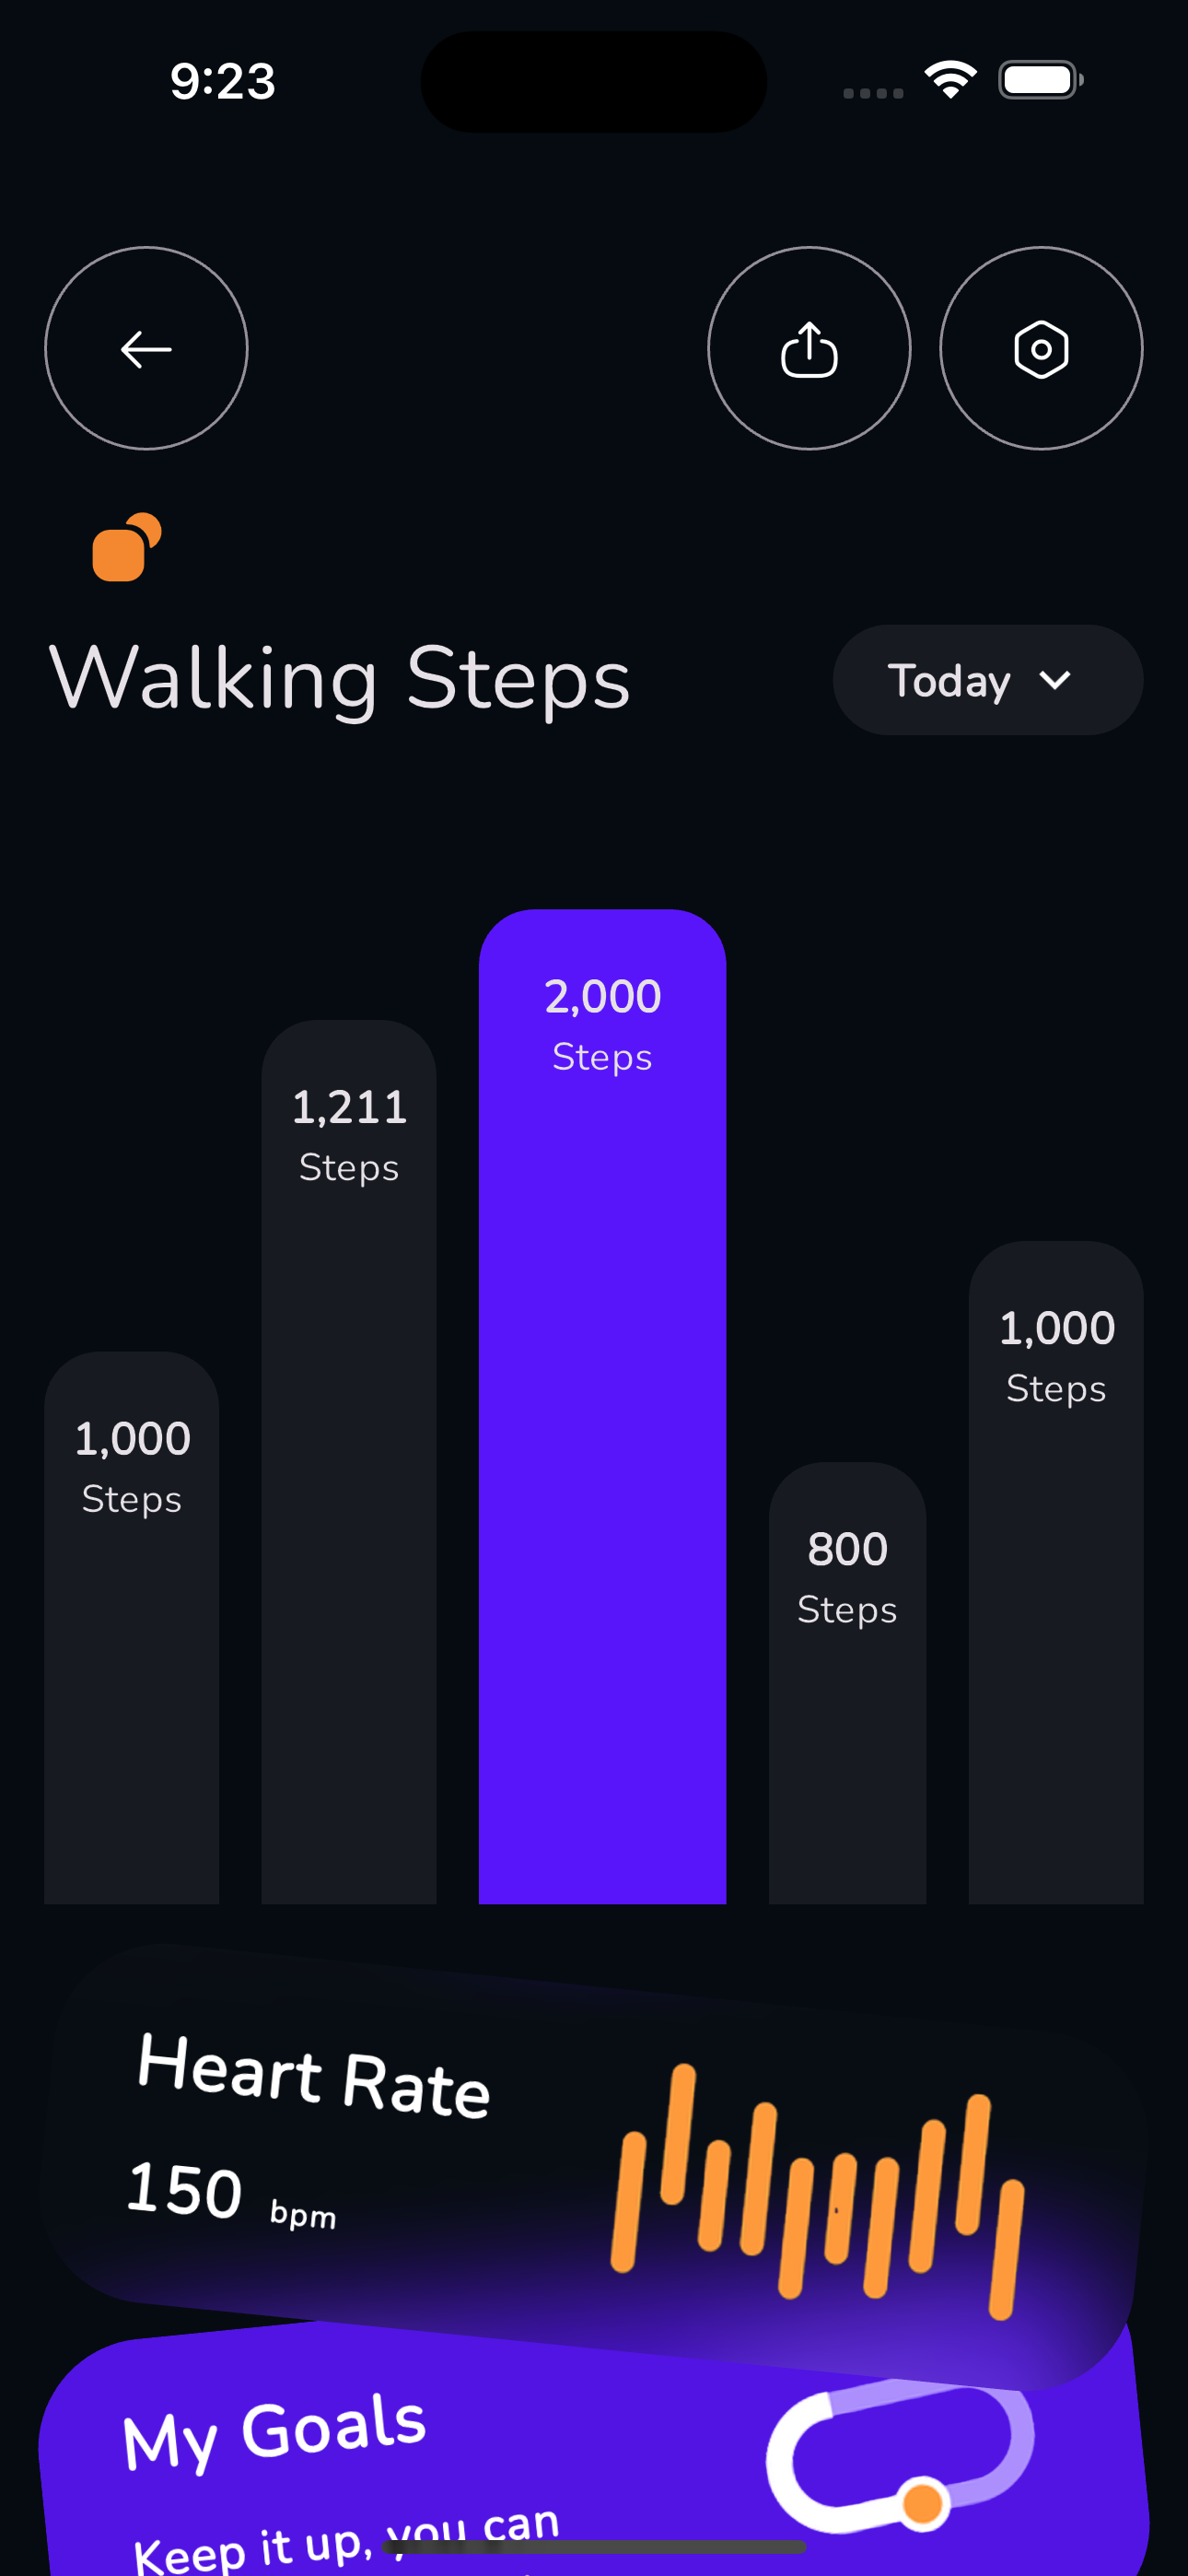 9:23
Walking Steps
Today
2,000
Steps
1,211
Steps
1,000
Steps
1,000
Steps
800
Steps
Heart Rate
150 bpm
My Goals
Keep it up, you can